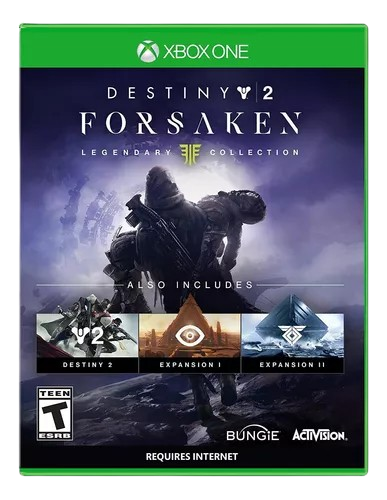 XBOX ONE
DESTINY 2
FORSAKEN
LEGENDARY COLLECTION
ALSO INCLUDES
2
DESTINY 2 EXPANSION I EXPANSION II
TEEN
T
ESRB
BUNGiE ACTIVISION.
REQUIRES INTERNET